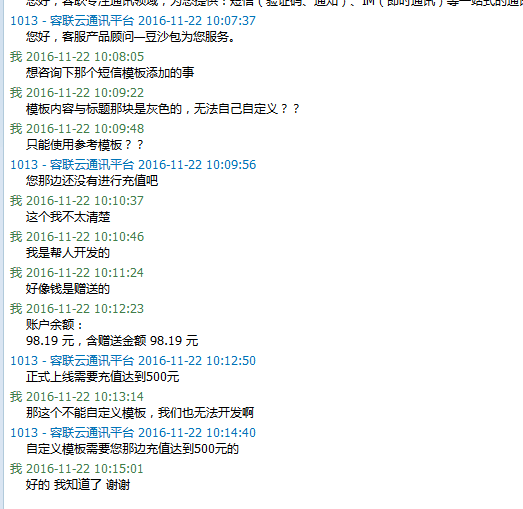 您好，容联专注通讯领域，为您提供：短信（验证码、通知）、IM（即时通讯）等一站式的通讯
1013 - 容联云通讯平台 2016-11-22 10:07:37
您好，客服产品顾问—豆沙包为您服务。
我 2016-11-22 10:08:05
想咨询下那个短信模板添加的事
我 2016-11-22 10:09:22
模板内容与标题那块是灰色的，无法自己自定义？？
我 2016-11-22 10:09:48
只能使用参考模板？？
1013 - 容联云通讯平台 2016-11-22 10:09:56
您那边还没有进行充值吧
我 2016-11-22 10:10:37
这个我不太清楚
我 2016-11-22 10:10:46
我是帮人开发的
我 2016-11-22 10:11:24
好像钱是赠送的
我 2016-11-22 10:12:23
账户余额：
98.19 元，含赠送金额 98.19 元
1013 - 容联云通讯平台 2016-11-22 10:12:50
正式上线需要充值达到500元
我 2016-11-22 10:13:14
那这个不能自定义模板，我们也无法开发啊
1013 - 容联云通讯平台 2016-11-22 10:14:40
自定义模板需要您那边充值达到500元的
我 2016-11-22 10:15:01
好的 我知道了 谢谢